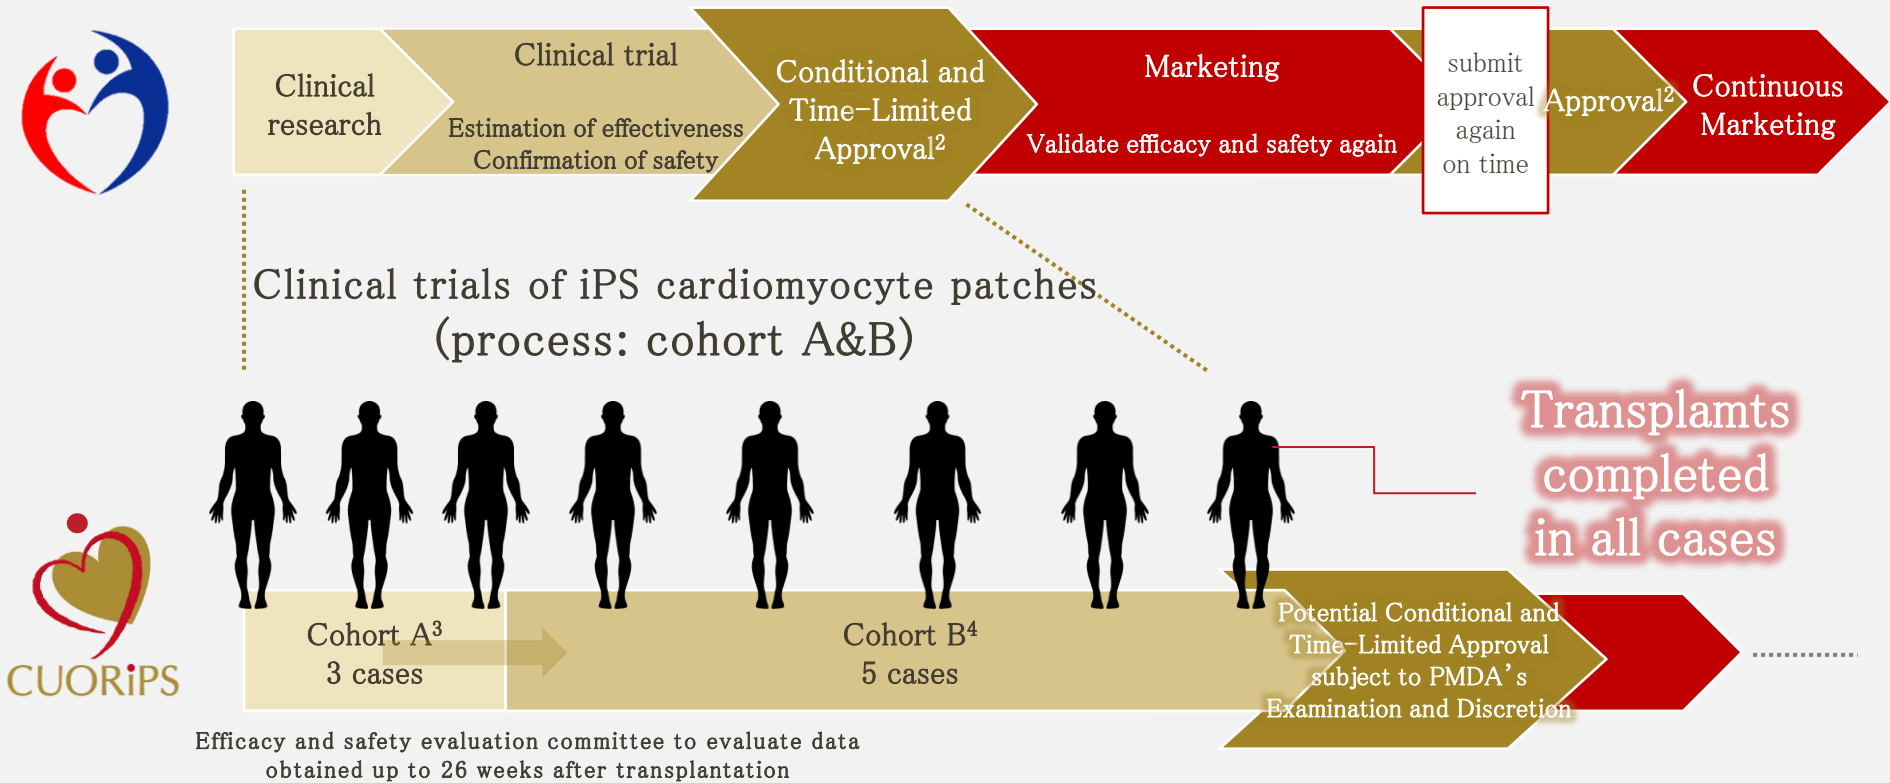 Clinical
research
Clinical trial
Estimation of effectiveness
Confirmation of safety
Conditional and
Time-Limited
Approval²
Marketing
Validate efficacy and safety again
submit
approval
again
on time
Approval²
Continuous
Marketing
Clinical trials of iPS cardiomyocyte patches
(process: cohort A&B)
Transplamts
completed
in all cases
CUORiPS
Cohort A³
3 cases
Cohort B⁴
5 cases
Potential Conditional and
Time-Limited Approval
subject to PMDA's
Examination and Discretion
Efficacy and safety evaluation committee to evaluate data
obtained up to 26 weeks after transplantation